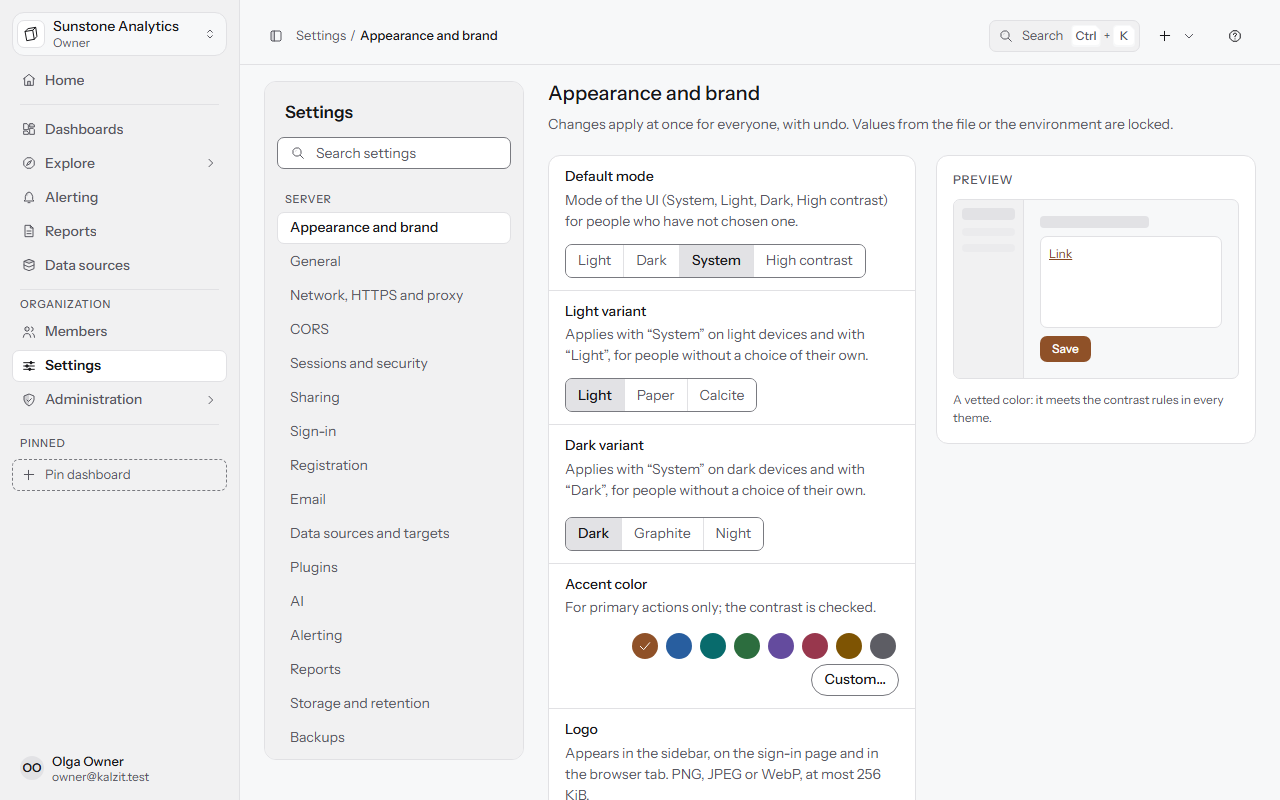 Sunstone Analytics
Owner
Home
Dashboards
Explore
Alerting
Reports
Data sources
ORGANIZATION
Members
Settings
Administration
PINNED
Pin dashboard
OO
Olga Owner
owner@kalzit.test
Settings / Appearance and brand
Search Ctrl + K
Settings
Search settings
SERVER
Appearance and brand
General
Network, HTTPS and proxy
CORS
Sessions and security
Sharing
Sign-in
Registration
Email
Data sources and targets
Plugins
AI
Alerting
Reports
Storage and retention
Backups
Appearance and brand
Changes apply at once for everyone, with undo. Values from the file or the environment are locked.
Default mode
Mode of the UI (System, Light, Dark, High contrast)
for people who have not chosen one.
Light Dark System High contrast
Light variant
Applies with “System” on light devices and with
“Light”, for people without a choice of their own.
Light Paper Calcite
Dark variant
Applies with “System” on dark devices and with
“Dark”, for people without a choice of their own.
Dark Graphite Night
Accent color
For primary actions only; the contrast is checked.
Custom...
Logo
Appears in the sidebar, on the sign-in page and in
the browser tab. PNG, JPEG or WebP, at most 256
KiB.
PREVIEW
Link
Save
A vetted color: it meets the contrast rules in every
theme.